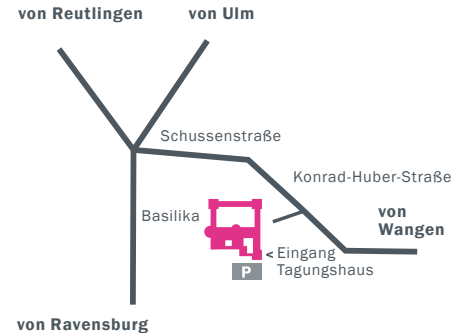 von Reutlingen
von Ulm
Schussenstraße
Konrad-Huber-Straße
Basilika
von
Wangen
< Eingang
Tagungshaus
P
von Ravensburg